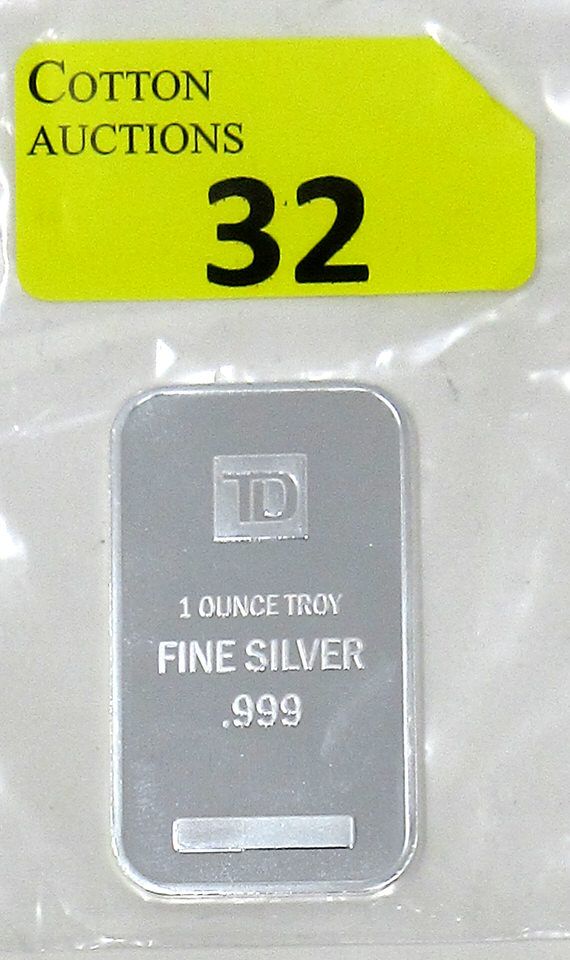 COTTON
AUCTIONS
32
TD
1 OUNCE TROY
FINE SILVER
.999